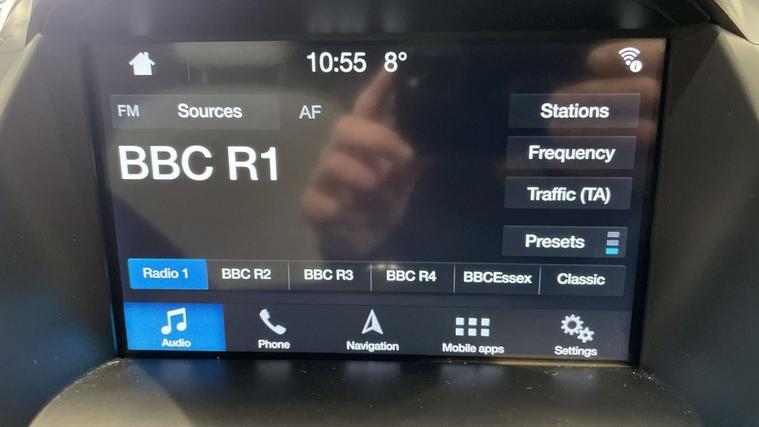 10:55 8°
FM Sources AF Stations
BBC R1
Frequency
Traffic (TA)
Presets
Radio 1 BBC R2 BBC R3 BBC R4 BBCEssex Classic
Audio Phone Navigation Mobile apps Settings